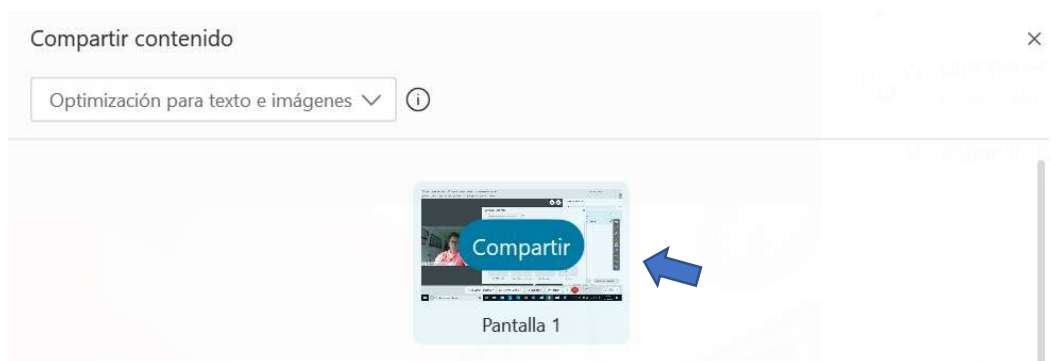 Compartir contenido
Optimización para texto e imágenes
Compartir
Pantalla 1